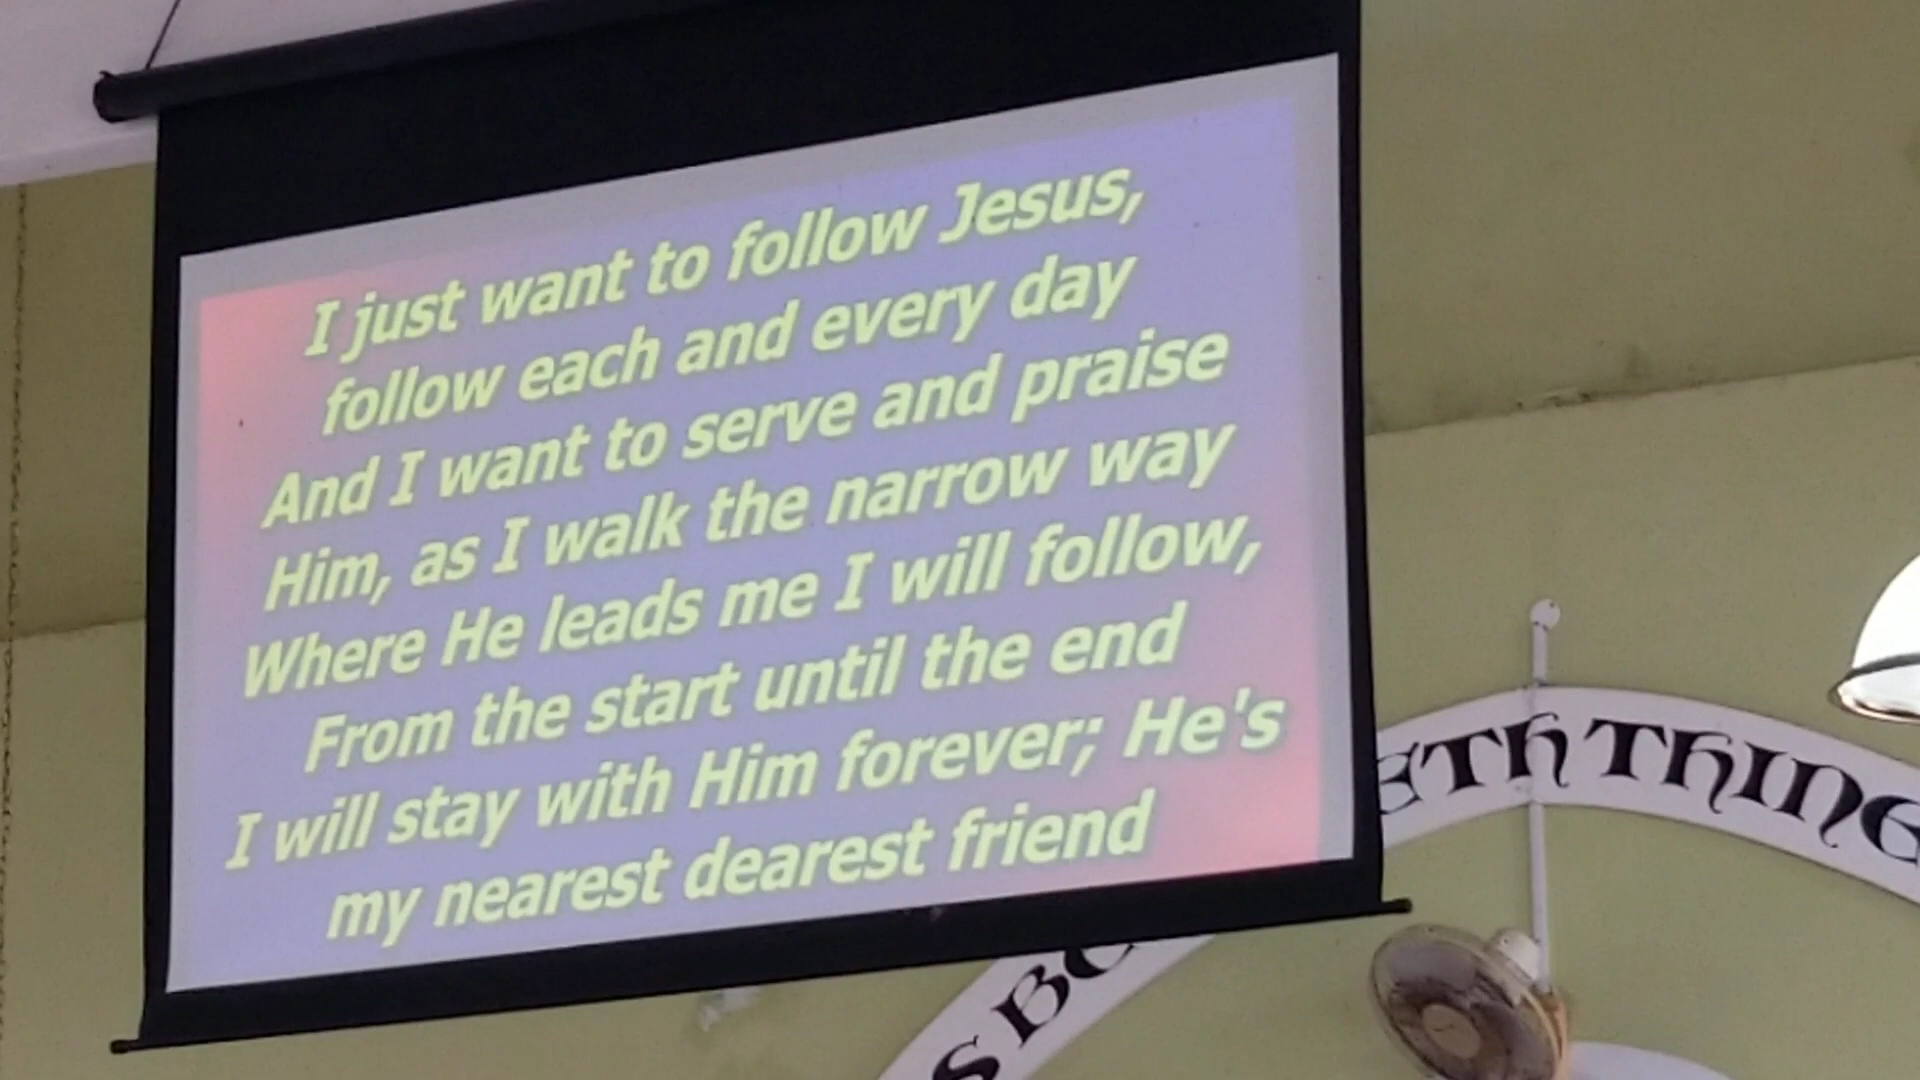 I just want to follow Jesus,
follow each and every day
And I want to serve and praise
Him, as I walk the narrow way
Where He leads me I will follow,
From the start until the end
I will stay with Him forever; He's
my nearest dearest friend
ETH THINE
S BO